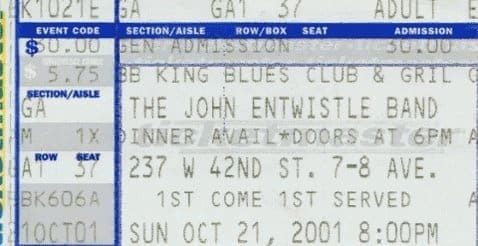 K1021E GA GA1 37 ADULT E
EVENT CODE SECTION/AISLE ROW/BOX SEAT ADMISSION
$ 30.00 GEN ADMISSION 30.00
$ 5.75 BB KING BLUES CLUB & GRIL
SECTION/AISLE
GA THE JOHN ENTWISTLE BAND
1X DINNER AVAIL*DOORS AT 6PM
ROW SEAT
GA1 37 237 W 42ND ST. 7-8 AVE.
BK606A 1ST COME 1ST SERVED
OCT01 SUN OCT 21, 2001 8:00PM